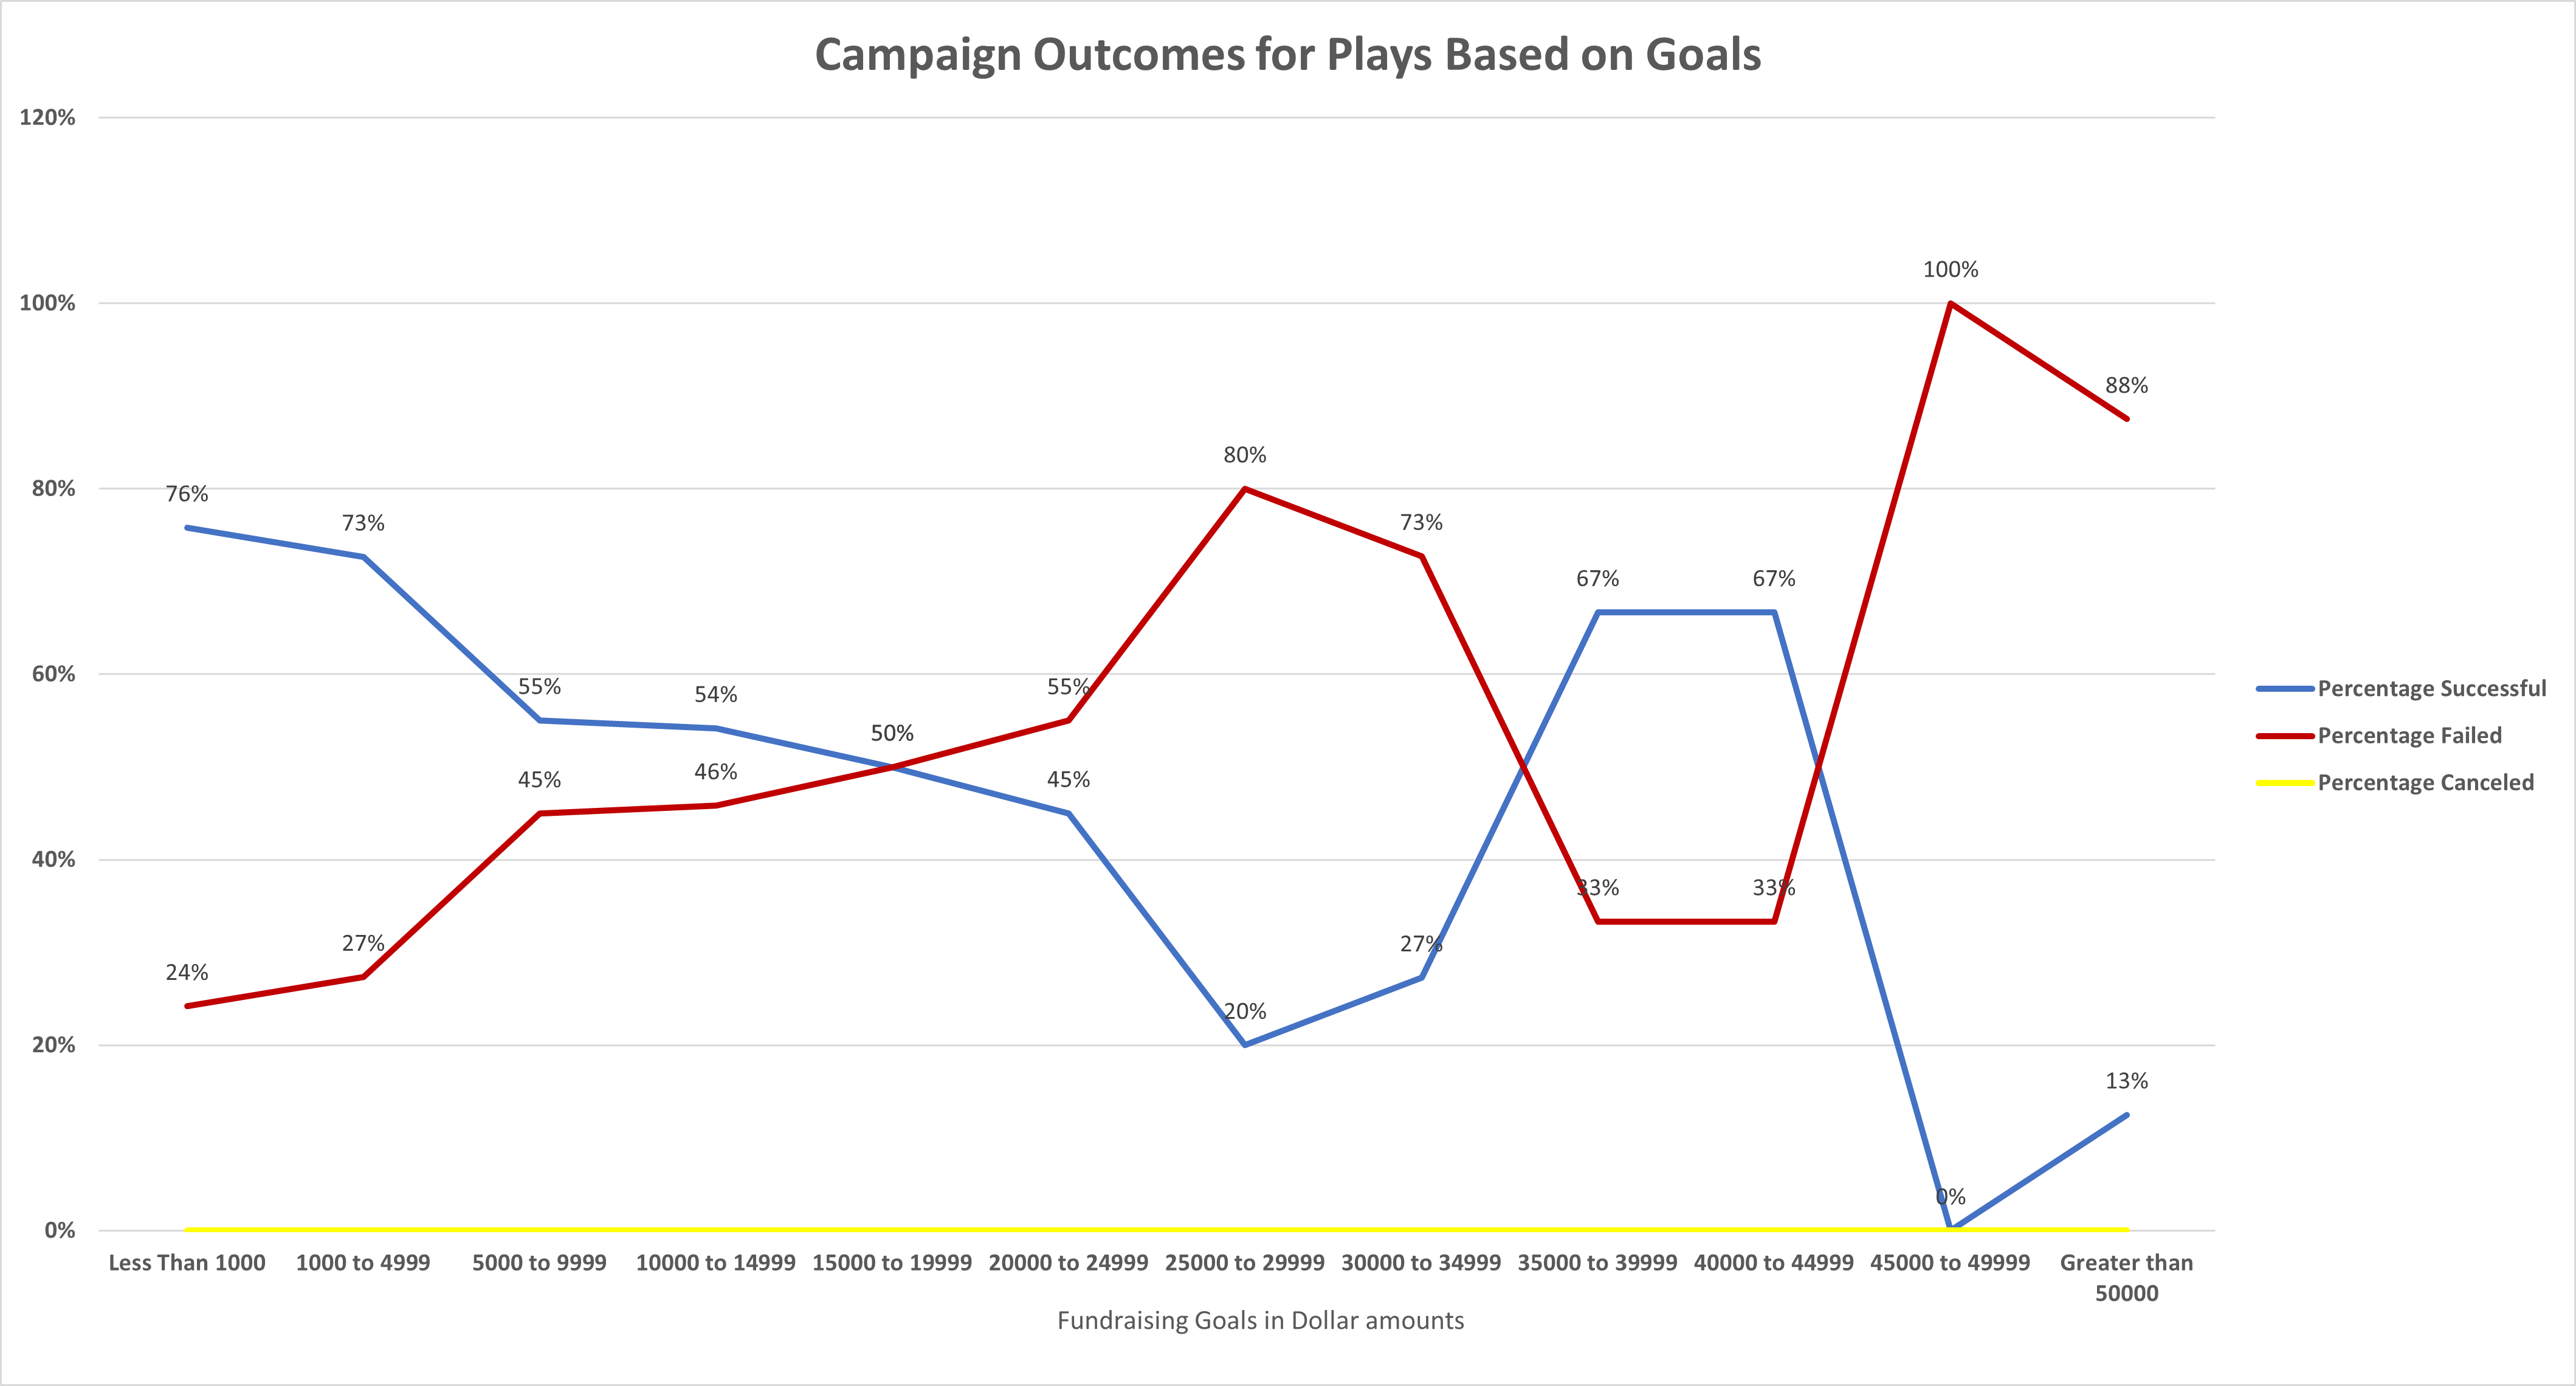 Campaign Outcomes for Plays Based on Goals
120%
100%
80%
60%
40%
20%
0%
76%
73%
55%
54%
50%
45%
20%
27%
67%
67%
0%
13%
24%
27%
45%
46%
55%
80%
73%
33%
33%
100%
88%
Less Than 1000
1000 to 4999
5000 to 9999
10000 to 14999
15000 to 19999
20000 to 24999
25000 to 29999
30000 to 34999
35000 to 39999
40000 to 44999
45000 to 49999
Greater than
50000
Fundraising Goals in Dollar amounts
Percentage Successful
Percentage Failed
Percentage Canceled